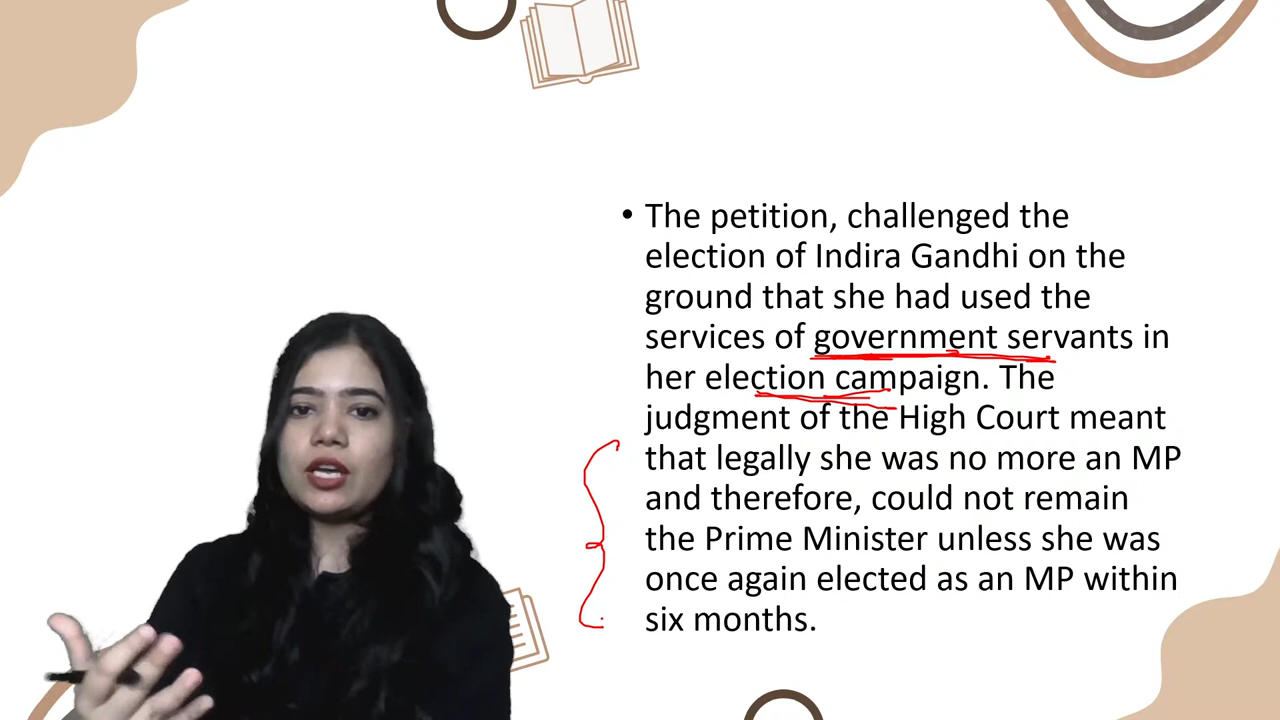 • The petition, challenged the
election of Indira Gandhi on the
ground that she had used the
services of government servants in
her election campaign. The
judgment of the High Court meant
that legally she was no more an MP
and therefore, could not remain
the Prime Minister unless she was
once again elected as an MP within
six months.